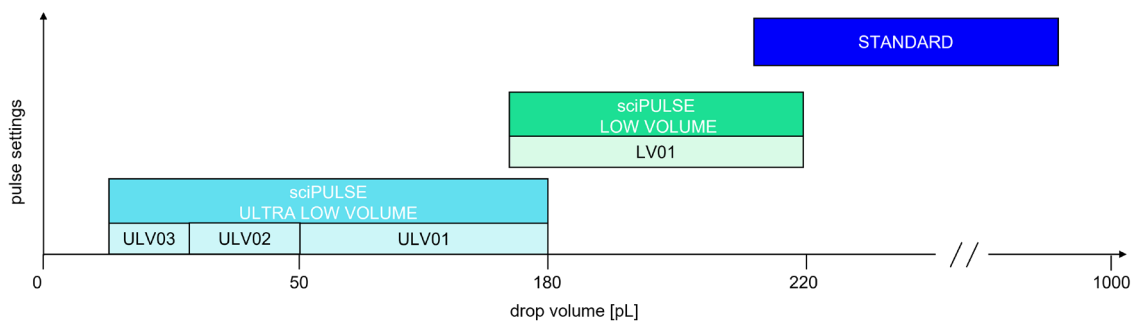 STANDARD
sciPULSE
LOW VOLUME
LV01
pulse settings
sciPULSE
ULTRA LOW VOLUME
ULV03
ULV02
ULV01
0
50
180
220
1000
drop volume [pL]